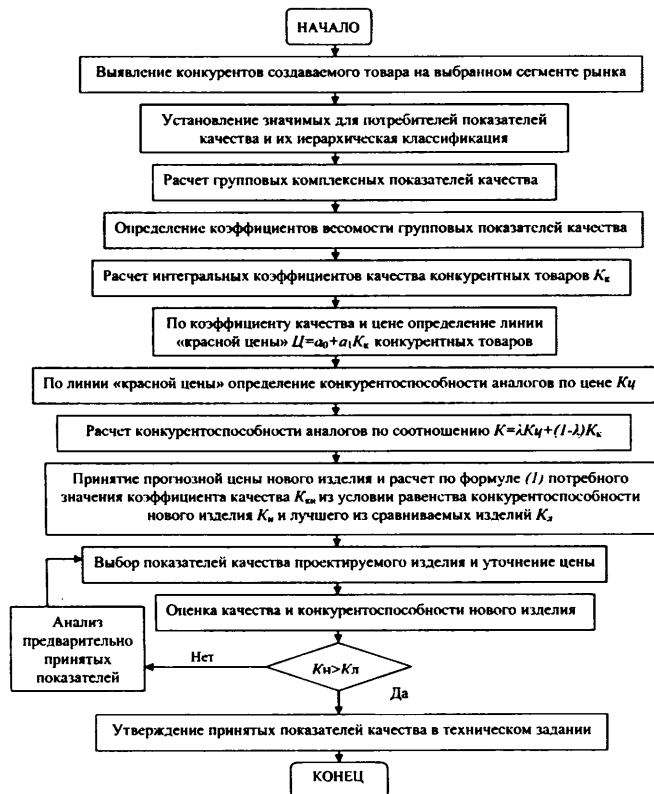 НАЧАЛО
Выявление конкурентов создаваемого товара на выбранном сегменте рынка
Установление значимых для потребителей показателей
качества и их иерархическая классификация
Расчет групповых комплексных показателей качества
Определение коэффициентов весомости групповых показателей качества
Расчет интегральных коэффициентов качества конкурентных товаров Kк
По коэффициенту качества и цене определение линии
«красной цены» Ц=a0+a1Kк конкурентных товаров
По линии «красной цены» определение конкурентоспособности аналогов по цене Кц
Расчет конкурентоспособности аналогов по соотношению K=λKц+(1-λ)Kк
Принятие прогнозной цены нового изделия и расчет по формуле (1) потребного
значения коэффициента качества Kкн из условии равенства конкурентоспособности
нового изделия Kн и лучшего из сравниваемых изделий Kл
Выбор показателей качества проектируемого изделия и уточнение цены
Оценка качества и конкурентоспособности нового изделия
Анализ
предварительно
принятых
показателей
Нет
Kн>Kл
Да
Утверждение принятых показателей качества в техническом задании
КОНЕЦ